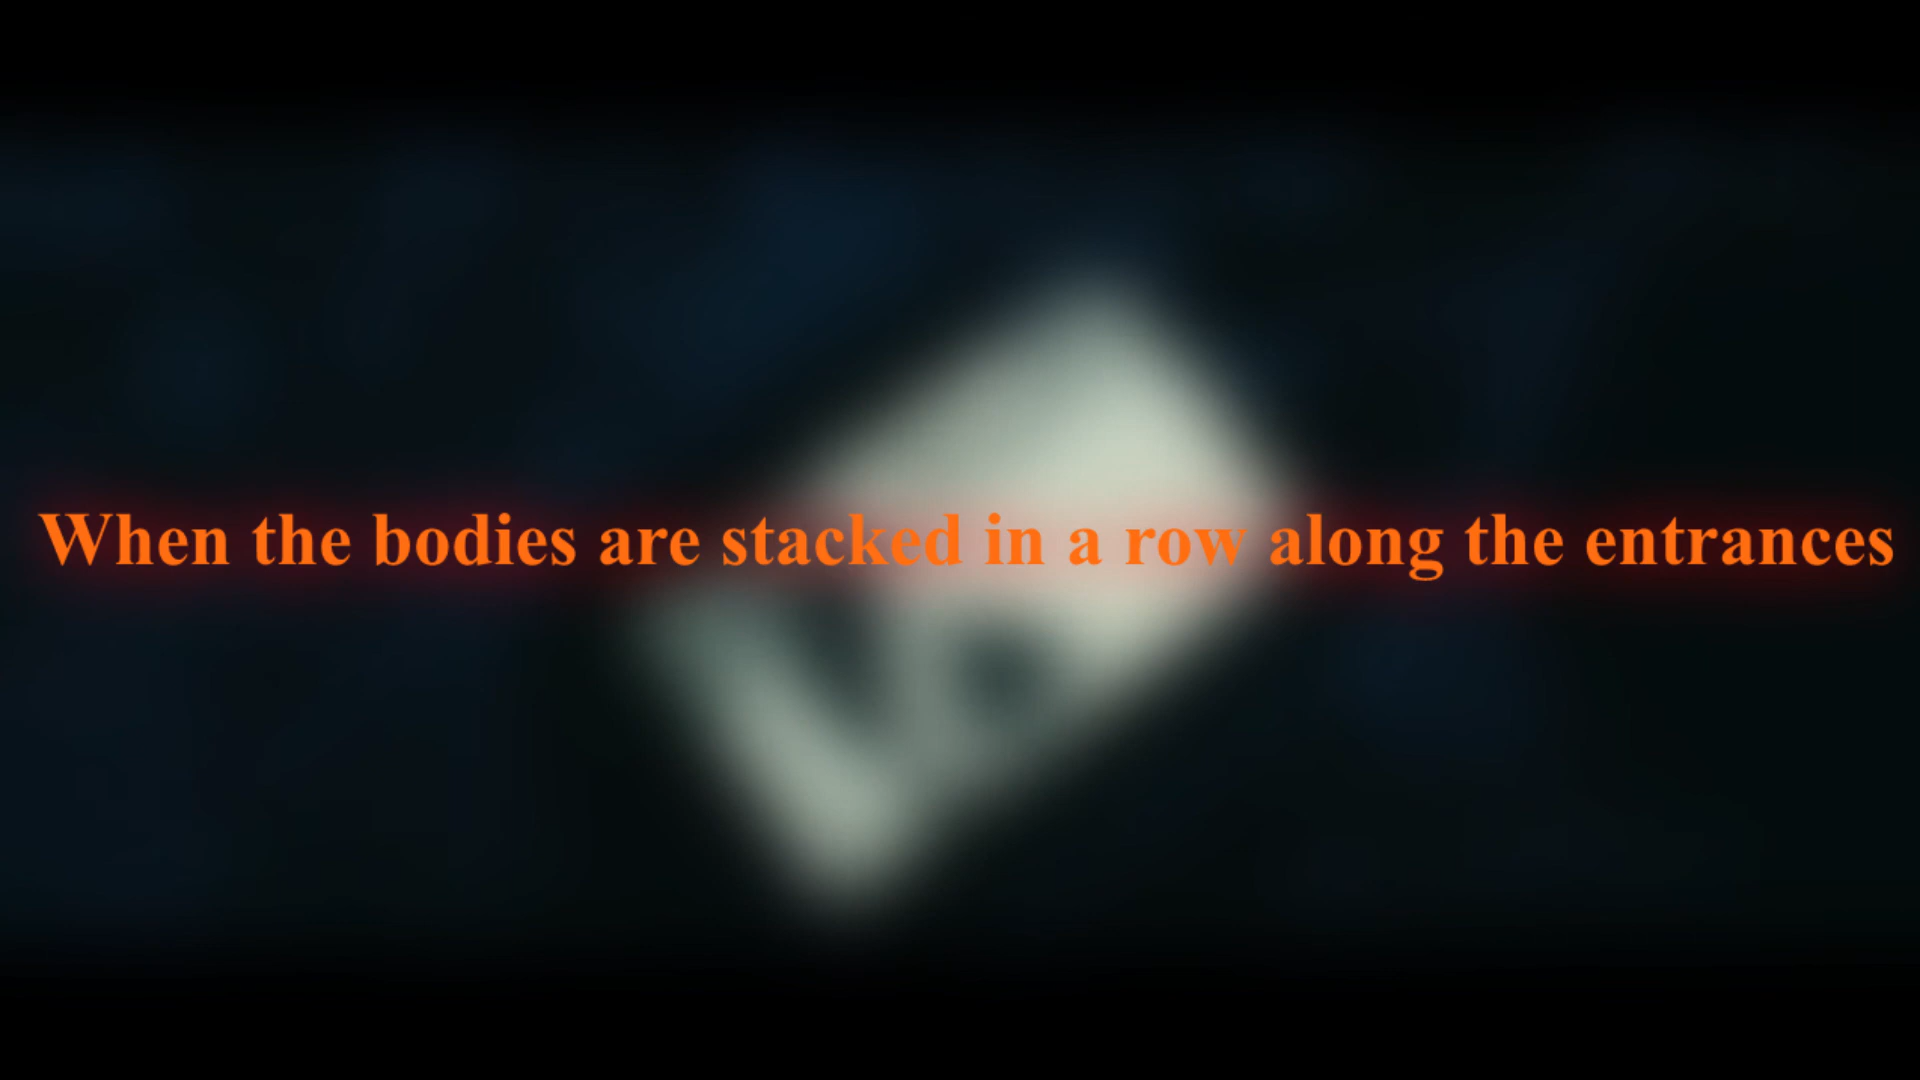 When the bodies are stacked in a row along the entrances